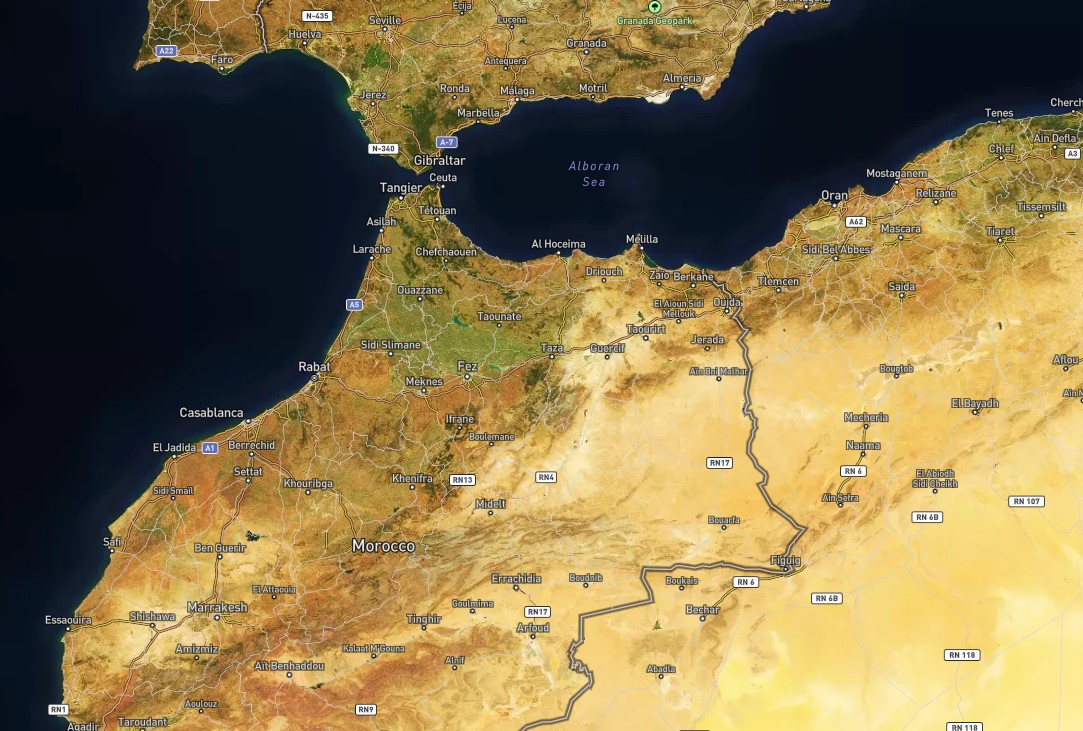 Ecija
N-435
Seville
Lucena
Granada Geopark
Huelva
Granada
A22
Faro
Antequera
Almeria
Jerez
Ronda
Málaga
Motril
Marbella
Cherch
Tenes
A-7
N-340
Gibraltar
Ain Defla
Chlef
A3
Alboran
Sea
Ceuta
Tangier
Mostaganem
Oran
Relizane
Tétouan
Tissemsilt
Asilah
A62
Mascara
Tiaret
Larache
Chefchaouen
Al Hoceima
Melilla
Sidi Bel Abbes
Driouch
Zaio
Berkane
Tlemcen
Saida
Ouazzane
A5
El Aioun Sidi
Mellouk
Oujda
Taounate
Taourirt
Sidi Slimane
Taza
Guercif
Jerada
Aflou
Rabat
Fez
Ain Bni Mathar
Bougtob
Meknes
Casablanca
El Bayadh
Ifrane
Mecheria
Boulemane
El Jadida
A1
Berrechid
Naama
Settat
RN17
RN 6
Khouribga
Khenifra
RN13
RN4
El Abiodh
Sidi Cheikh
Sidi Smail
Ain Sefra
RN 107
Midelt
RN 6B
Bouarfa
Safi
Ben Guerir
Morocco
Figuig
Errachidia
Boudnib
Boukais
RN 6
El Attaouia
RN 6B
Goulmima
RN17
Marrakesh
Bechar
Essaouira
Shishawa
Tinghir
Arfoud
Amizmiz
Kalaat M'Gouna
RN 118
Aït Benhaddou
Alnif
Abadla
Aoulouz
RN1
RN9
Agadir
Taroudant
RN 118